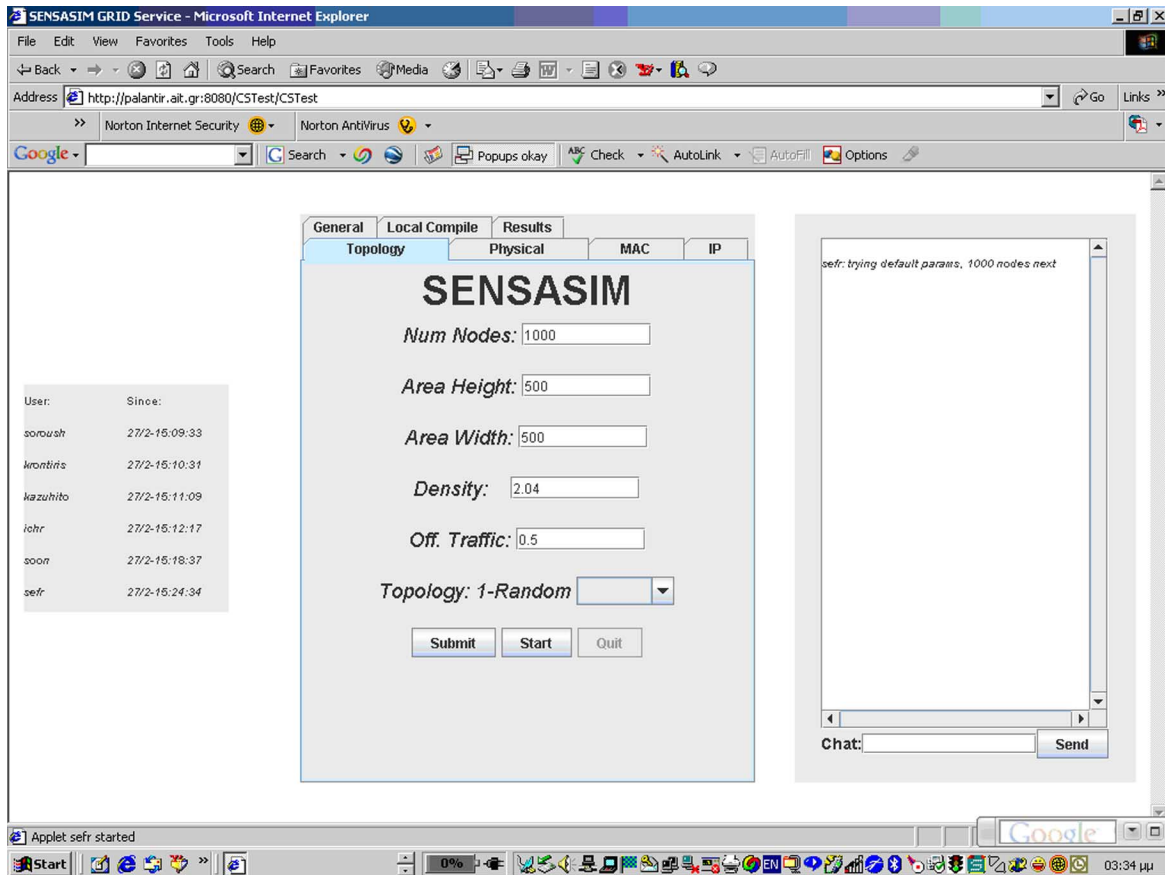 SENSASIM GRID Service - Microsoft Internet Explorer
File Edit View Favorites Tools Help
Back Search Favorites Media
Address http://palantir.ait.gr:8080/CSTest/CSTest Go Links »
» Norton Internet Security Norton AntiVirus
Google Search Popups okay ABC Check AutoLink AutoFill Options
General Local Compile Results
Topology Physical MAC IP
SENSASIM
Num Nodes: 1000
Area Height: 500
Area Width: 500
Density: 2.04
Off. Traffic: 0.5
Topology: 1-Random
Submit Start Quit
User: Since:
soroush 27/2-15:09:33
krontiris 27/2-15:10:31
kazuhito 27/2-15:11:09
ichr 27/2-15:12:17
soon 27/2-15:18:37
sefr 27/2-15:24:34
sefr: trying default params, 1000 nodes next
Chat: Send
Applet sefr started
Google
Start » 0% EN 03:34 μμ